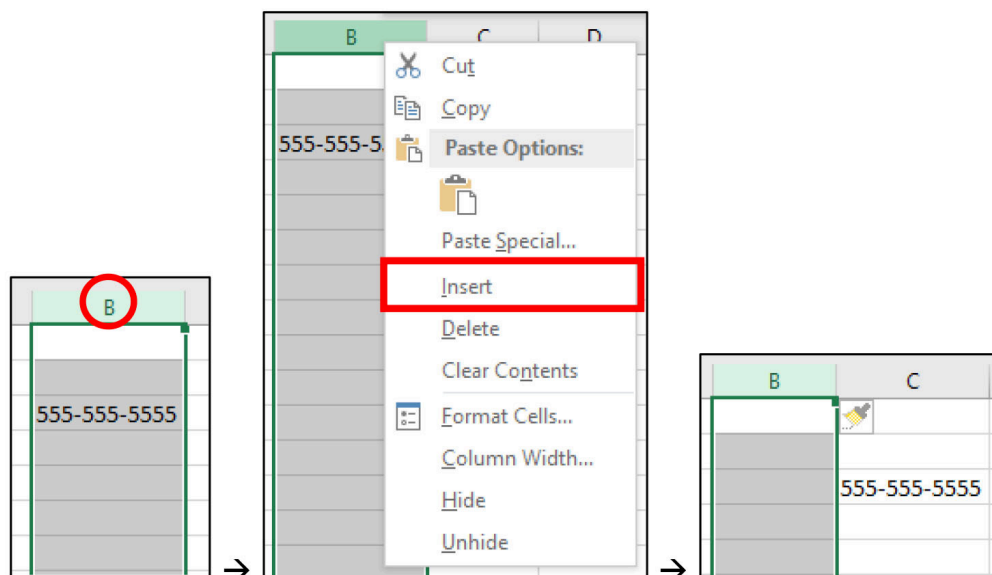 B
555-555-5555
→
B C D
Cut
Copy
555-555-5
Paste Options:
Paste Special...
Insert
Delete
Clear Contents
Format Cells...
Column Width...
Hide
Unhide
→
B C
555-555-5555